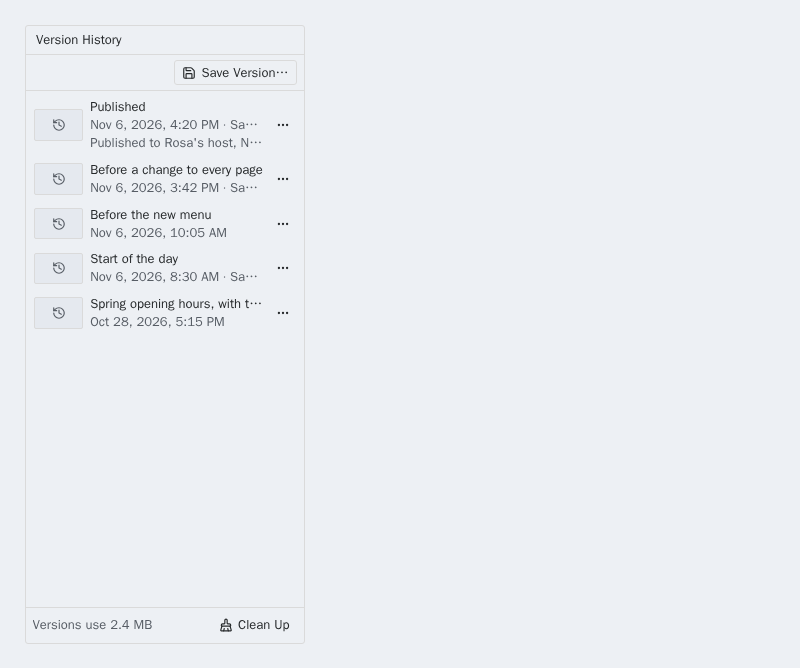 Version History
Save Version…
Published
Nov 6, 2026, 4:20 PM · Sa…
Published to Rosa's host, N…
Before a change to every page
Nov 6, 2026, 3:42 PM · Sa…
Before the new menu
Nov 6, 2026, 10:05 AM
Start of the day
Nov 6, 2026, 8:30 AM · Sa…
Spring opening hours, with t…
Oct 28, 2026, 5:15 PM
Versions use 2.4 MB
Clean Up